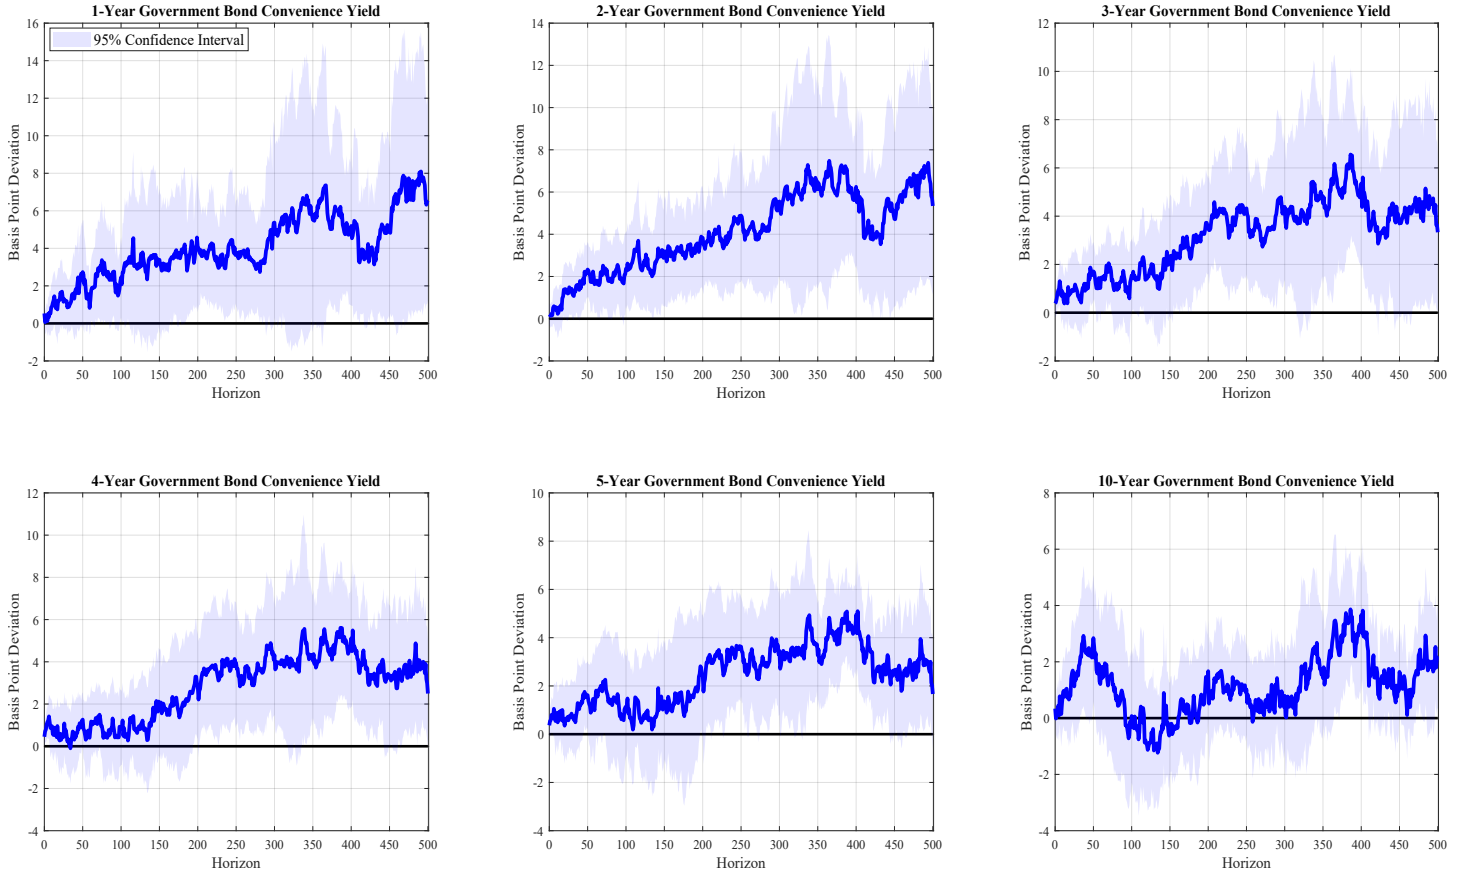 1-Year Government Bond Convenience Yield
16
14
12
10
8
6
4
2
0
-2
95% Confidence Interval
Basis Point Deviation
0 50 100 150 200 250 300 350 400 450 500
Horizon
2-Year Government Bond Convenience Yield
14
12
10
8
6
4
2
0
-2
Basis Point Deviation
0 50 100 150 200 250 300 350 400 450 500
Horizon
3-Year Government Bond Convenience Yield
12
10
8
6
4
2
0
-2
Basis Point Deviation
0 50 100 150 200 250 300 350 400 450 500
Horizon
4-Year Government Bond Convenience Yield
12
10
8
6
4
2
0
-2
-4
Basis Point Deviation
0 50 100 150 200 250 300 350 400 450 500
Horizon
5-Year Government Bond Convenience Yield
10
8
6
4
2
0
-2
-4
Basis Point Deviation
0 50 100 150 200 250 300 350 400 450 500
Horizon
10-Year Government Bond Convenience Yield
8
6
4
2
0
-2
-4
Basis Point Deviation
0 50 100 150 200 250 300 350 400 450 500
Horizon